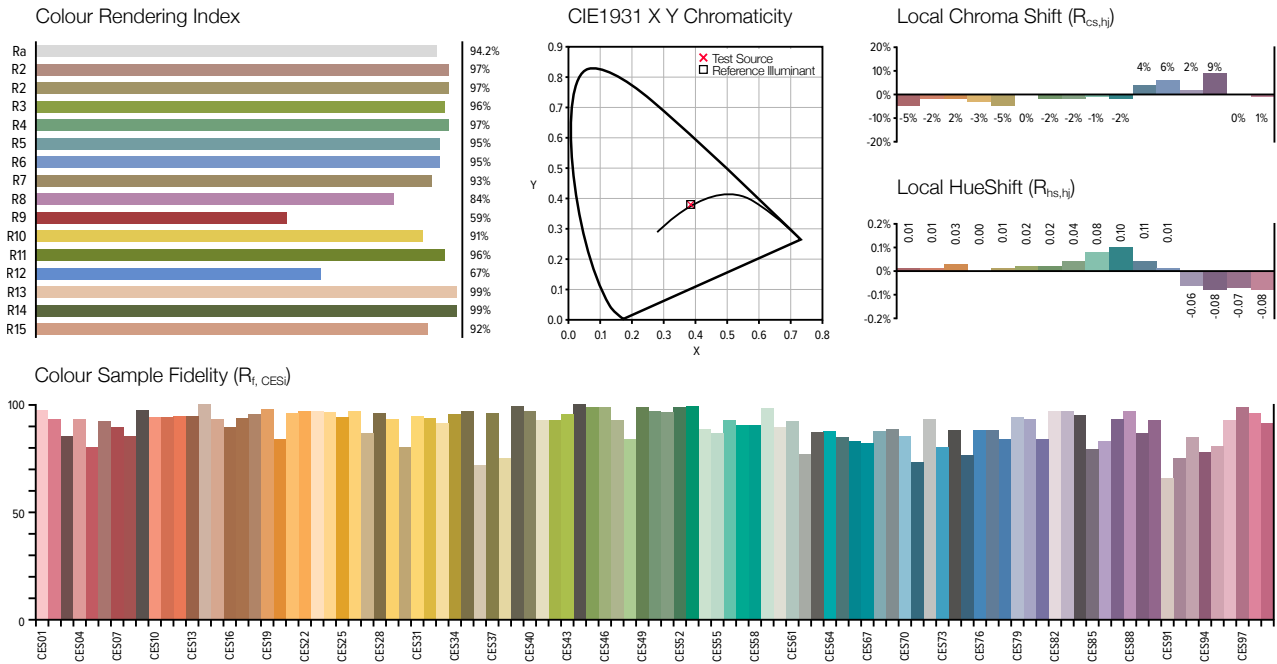 Colour Rendering Index
Ra 94.2%
R2 97%
R2 97%
R3 96%
R4 97%
R5 95%
R6 95%
R7 93%
R8 84%
R9 59%
R10 91%
R11 96%
R12 67%
R13 99%
R14 99%
R15 92%
CIE1931 X Y Chromaticity
Test Source
Reference Illuminant
0.9
0.8
0.7
0.6
0.5
0.4
0.3
0.2
0.1
0.0
Y
0.0 0.1 0.2 0.3 0.4 0.5 0.6 0.7 0.8
X
Local Chroma Shift (Rcs,hj)
20%
10%
0%
-10%
-20%
4% 6% 2% 9%
-5% -2% 2% -3% -5% 0% -2% -2% -1% -2% 0% 1%
Local HueShift (Rhs,hj)
0.2%
0.1%
0%
-0.1%
-0.2%
0.01 0.01 0.03 0.00 0.01 0.02 0.02 0.04 0.08 0.10 0.11 0.01
-0.06 -0.08 -0.07 -0.08
Colour Sample Fidelity (Rf, CESi)
100
50
0
CES01 CES04 CES07 CES10 CES13 CES16 CES19 CES22 CES25 CES28 CES31 CES34 CES37 CES40 CES43 CES46 CES49 CES52 CES55 CES58 CES61 CES64 CES67 CES70 CES73 CES76 CES79 CES82 CES85 CES88 CES91 CES94 CES97